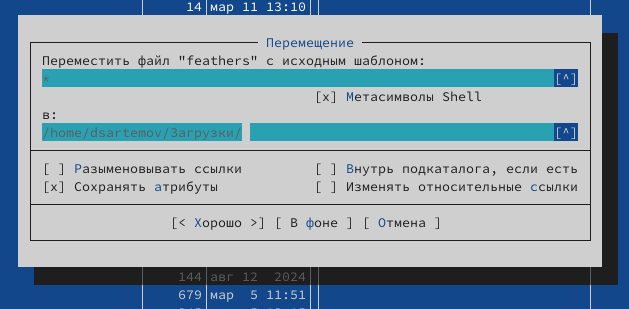 14 мар 11 13:10
Перемещение
Переместить файл "feathers" с исходным шаблоном:
* [^]
[x] Метасимволы Shell
в:
/home/dsartemov/Загрузки/ [^]
[ ] Разыменовывать ссылки [ ] Внутрь подкаталога, если есть
[x] Сохранять атрибуты [ ] Изменять относительные ссылки
[< Хорошо >] [ В фоне ] [ Отмена ]
144 авг 12 2024
679 мар 5 11:51